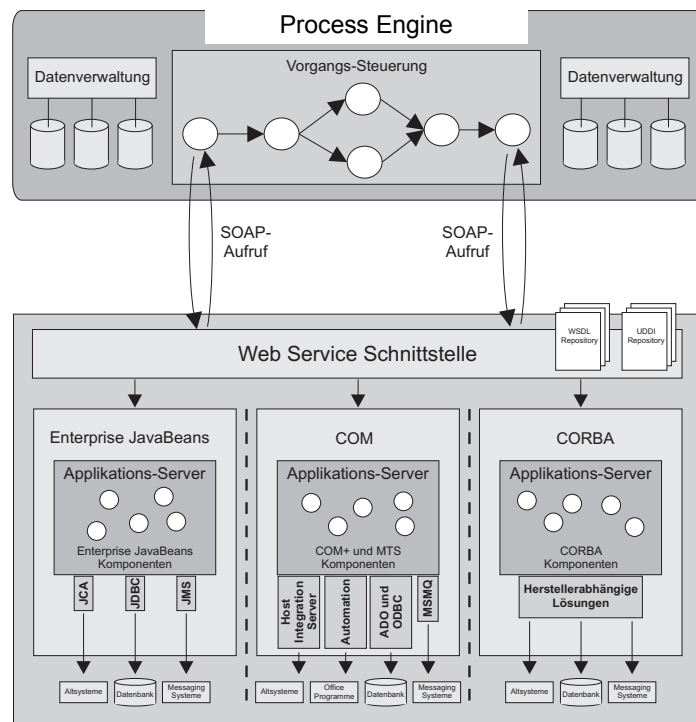 Process Engine
Datenverwaltung
Vorgangs-Steuerung
Datenverwaltung
SOAP-
Aufruf
SOAP-
Aufruf
WSDL
Repository
UDDI
Repository
Web Service Schnittstelle
Enterprise JavaBeans
Applikations-Server
Enterprise JavaBeans
Komponenten
JCA
JDBC
JMS
Altsysteme
Datenbank
Messaging
Systeme
COM
Applikations-Server
COM+ und MTS
Komponenten
Host
Integration
Server
Automation
ADO und
ODBC
MSMQ
Altsysteme
Office
Programme
Datenbank
Messaging
Systeme
CORBA
Applikations-Server
CORBA
Komponenten
Herstellerabhängige
Lösungen
Altsysteme
Datenbank
Messaging
Systeme